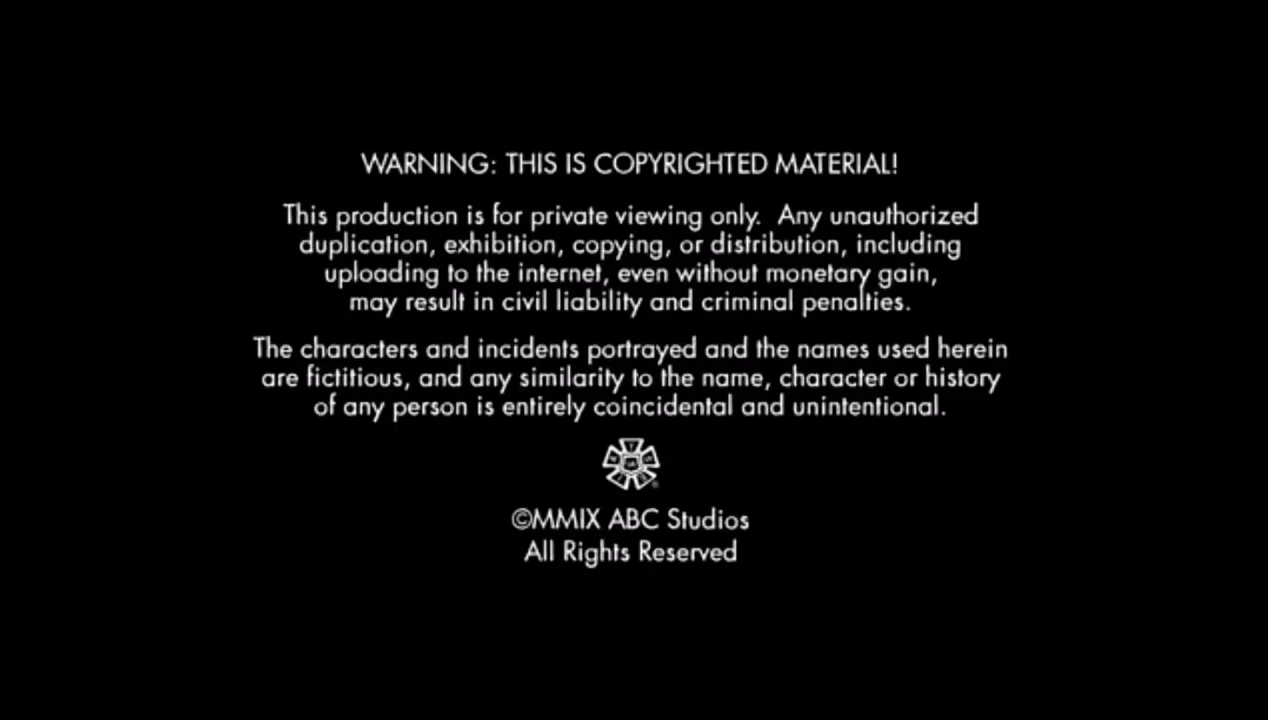 WARNING: THIS IS COPYRIGHTED MATERIAL!
This production is for private viewing only.  Any unauthorized
duplication, exhibition, copying, or distribution, including
uploading to the internet, even without monetary gain,
may result in civil liability and criminal penalties.
The characters and incidents portrayed and the names used herein
are fictitious, and any similarity to the name, character or history
of any person is entirely coincidental and unintentional.
©MMIX ABC Studios
All Rights Reserved